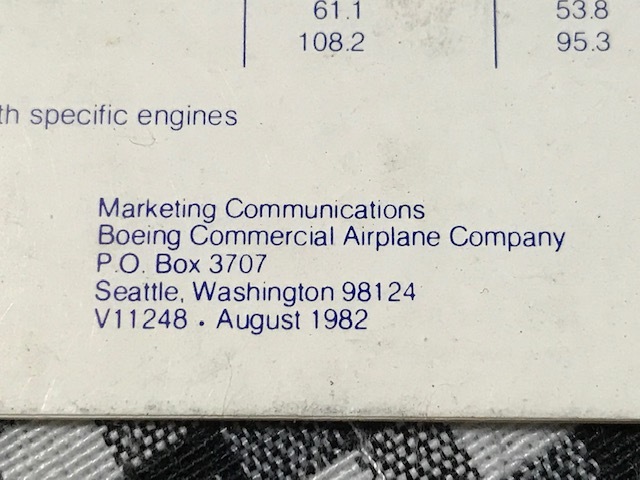 61.1 53.8
108.2 95.3
th specific engines
Marketing Communications
Boeing Commercial Airplane Company
P.O. Box 3707
Seattle, Washington 98124
V11248 • August 1982